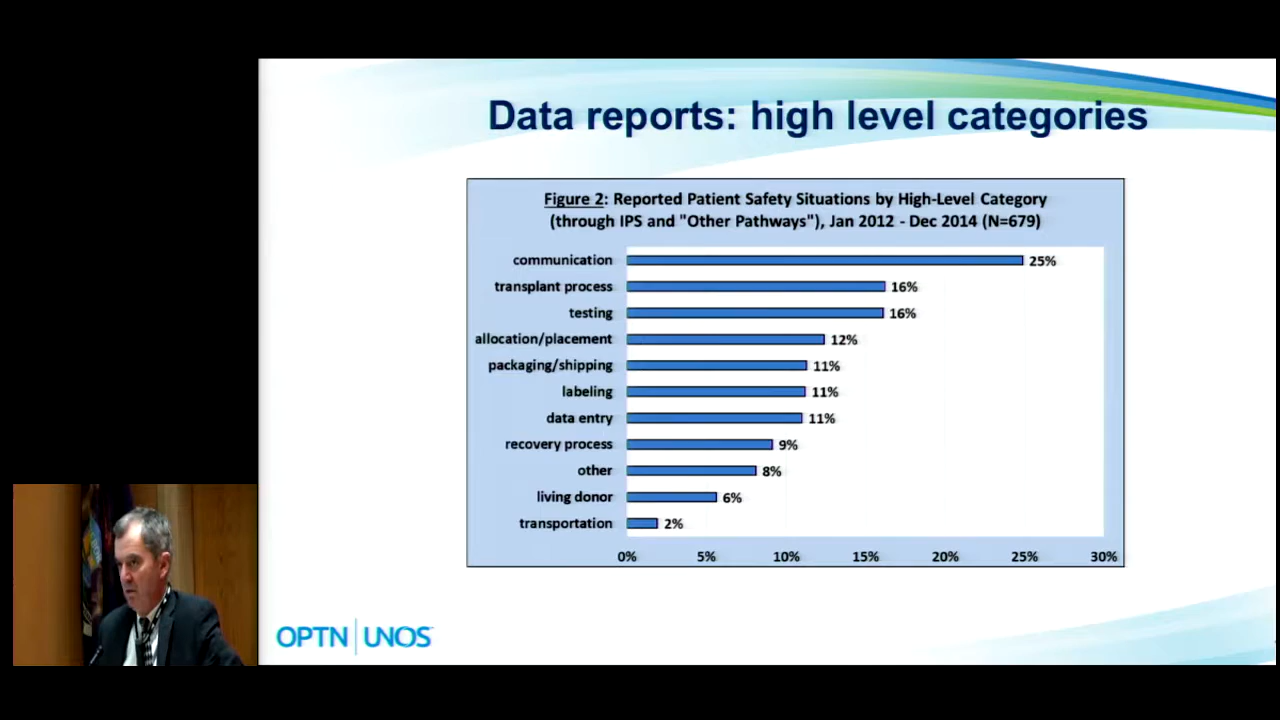 Data reports: high level categories
Figure 2: Reported Patient Safety Situations by High-Level Category
(through IPS and "Other Pathways"), Jan 2012 - Dec 2014 (N=679)
communication 25%
transplant process 16%
testing 16%
allocation/placement 12%
packaging/shipping 11%
labeling 11%
data entry 11%
recovery process 9%
other 8%
living donor 6%
transportation 2%
0% 5% 10% 15% 20% 25% 30%
OPTN UNOS